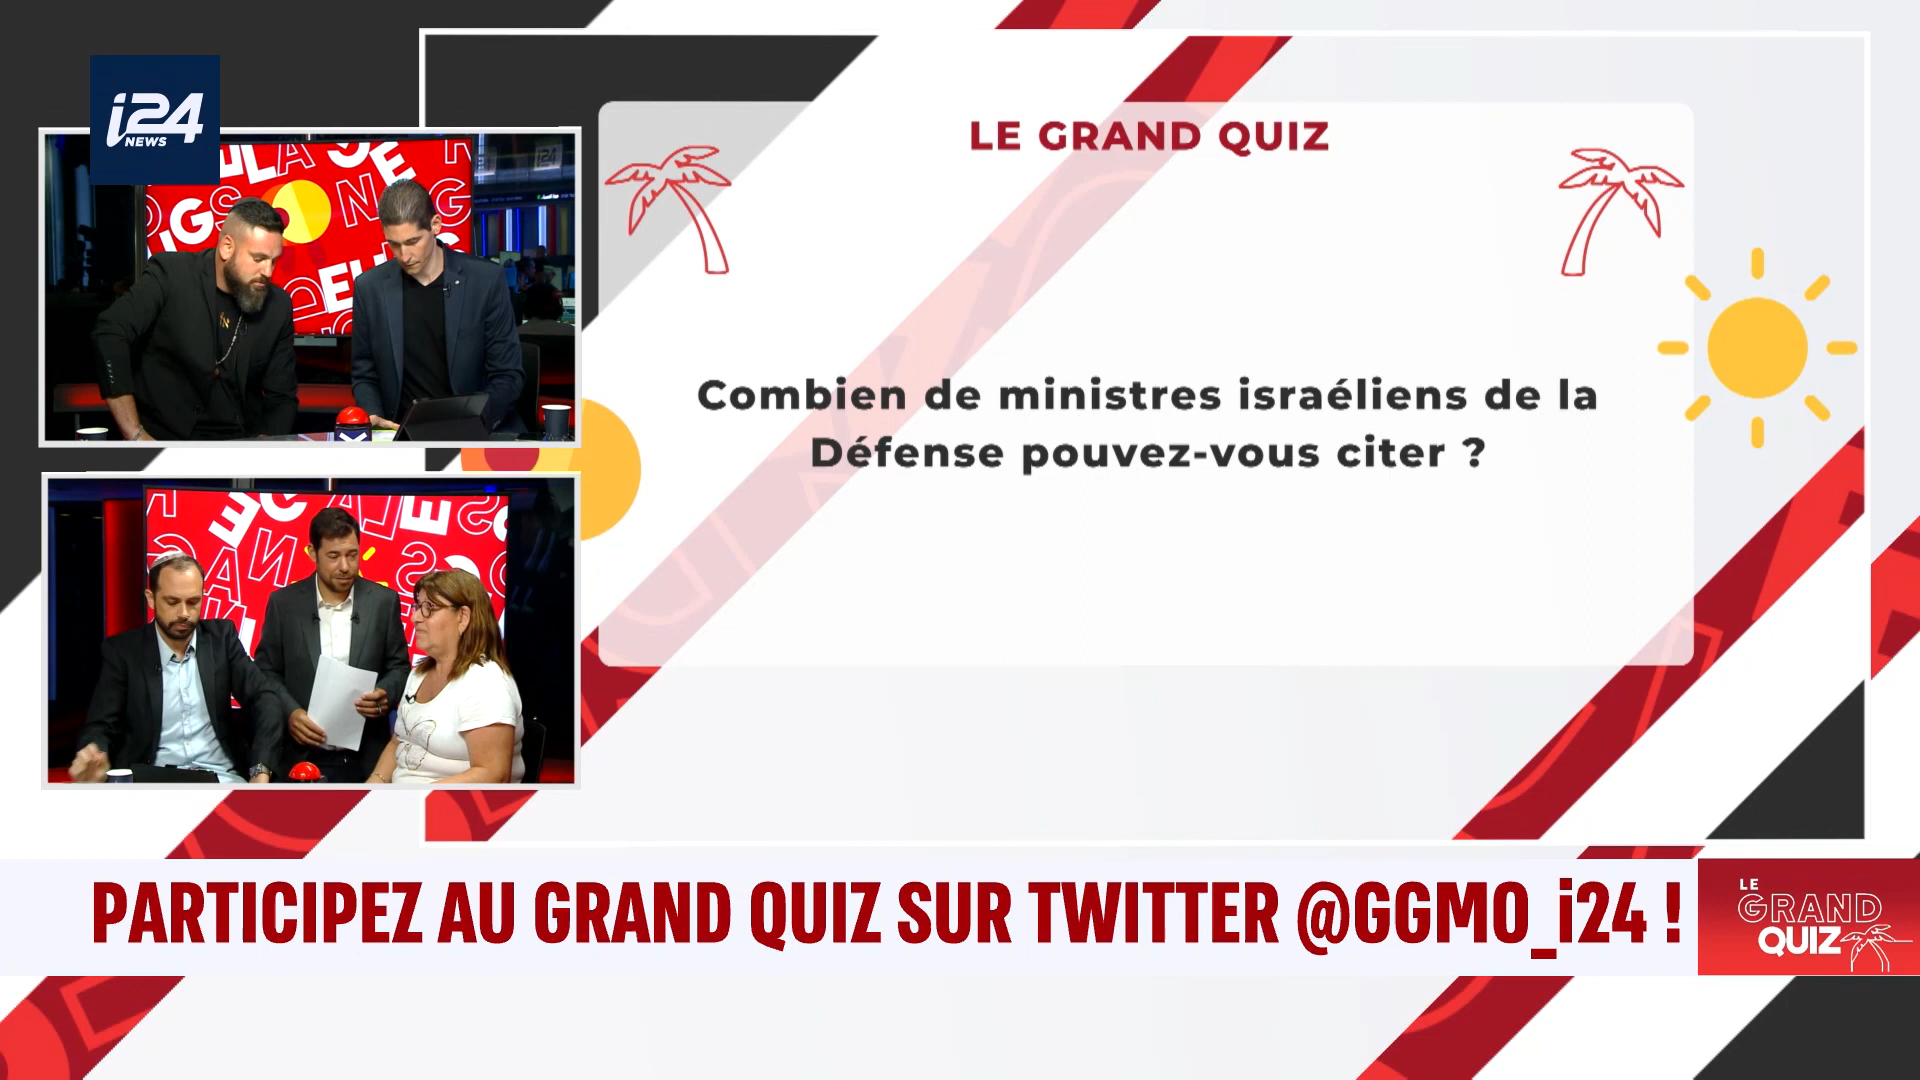 i24
NEWS
LE GRAND QUIZ
Combien de ministres israéliens de la
Défense pouvez-vous citer ?
PARTICIPEZ AU GRAND QUIZ SUR TWITTER @GGMO_i24 !
LE
GRAND
QUIZ